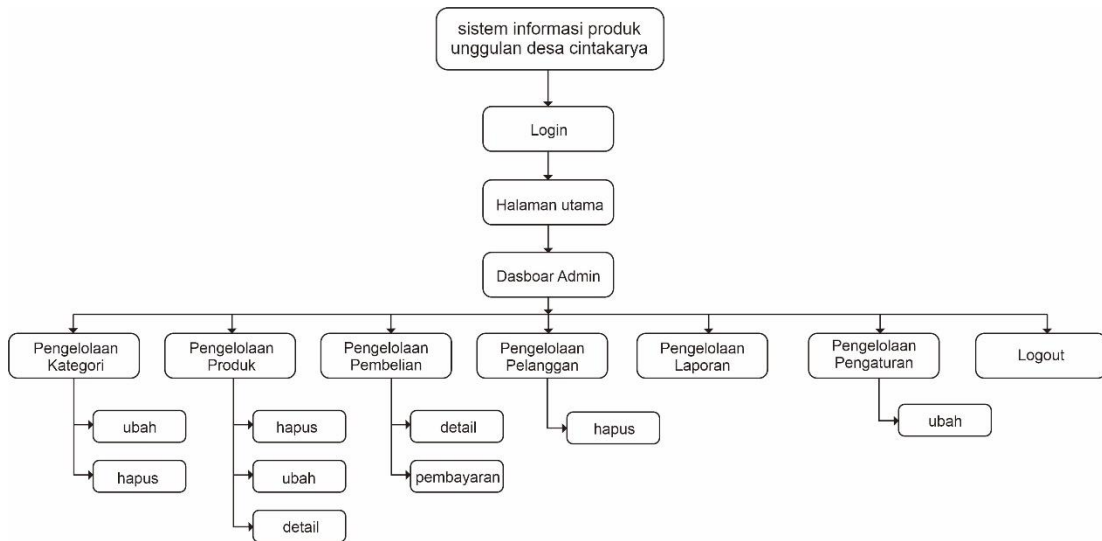 sistem informasi produk
unggulan desa cintakarya
Login
Halaman utama
Dasboar Admin
Pengelolaan
Kategori
Pengelolaan
Produk
Pengelolaan
Pembelian
Pengelolaan
Pelanggan
Pengelolaan
Laporan
Pengelolaan
Pengaturan
Logout
ubah
hapus
hapus
ubah
detail
detail
pembayaran
hapus
ubah